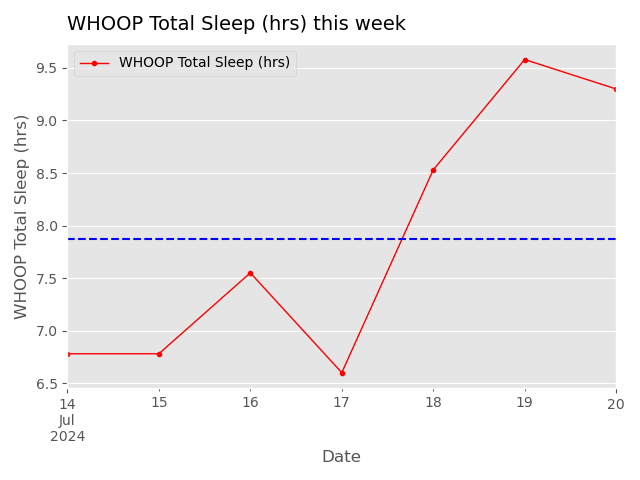 WHOOP Total Sleep (hrs) this week
WHOOP Total Sleep (hrs)
WHOOP Total Sleep (hrs)
9.5
9.0
8.5
8.0
7.5
7.0
6.5
14 15 16 17 18 19 20
Jul
2024
Date